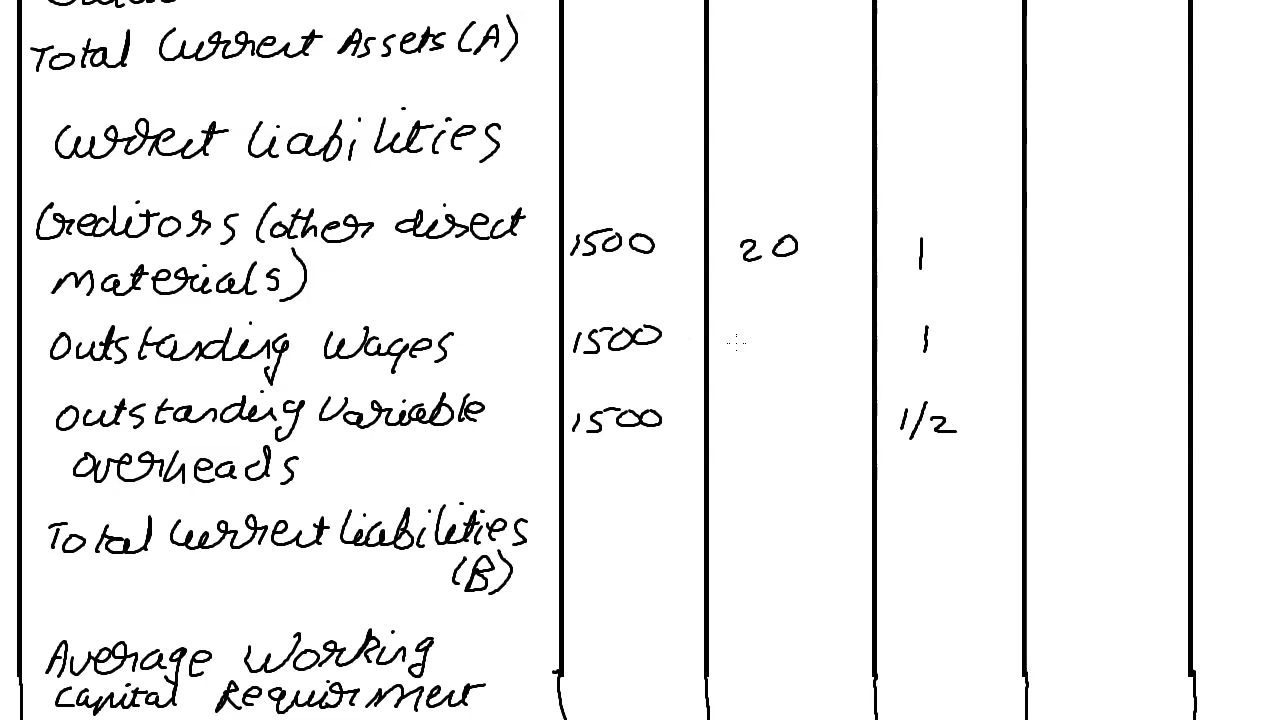 Total Current Assets (A)
Current liabilities
Creditors (other direct 1500 20 1
materials)
Outstanding Wages 1500 1
Outstanding Variable 1500 1/2
overheads
Total Current liabilities
(B)
Average Working
Capital Requirment